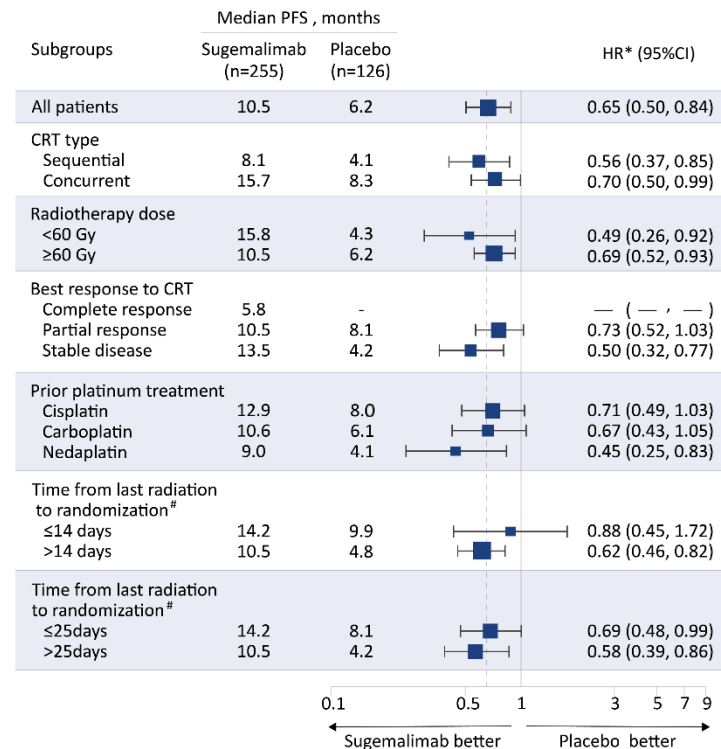 Median PFS , months
Subgroups Sugemalimab (n=255) Placebo (n=126) HR* (95%CI)
All patients 10.5 6.2 0.65 (0.50, 0.84)
CRT type
Sequential 8.1 4.1 0.56 (0.37, 0.85)
Concurrent 15.7 8.3 0.70 (0.50, 0.99)
Radiotherapy dose
<60 Gy 15.8 4.3 0.49 (0.26, 0.92)
≥60 Gy 10.5 6.2 0.69 (0.52, 0.93)
Best response to CRT
Complete response 5.8 - — ( — , — )
Partial response 10.5 8.1 0.73 (0.52, 1.03)
Stable disease 13.5 4.2 0.50 (0.32, 0.77)
Prior platinum treatment
Cisplatin 12.9 8.0 0.71 (0.49, 1.03)
Carboplatin 10.6 6.1 0.67 (0.43, 1.05)
Nedaplatin 9.0 4.1 0.45 (0.25, 0.83)
Time from last radiation
to randomization#
≤14 days 14.2 9.9 0.88 (0.45, 1.72)
>14 days 10.5 4.8 0.62 (0.46, 0.82)
Time from last radiation
to randomization#
≤25days 14.2 8.1 0.69 (0.48, 0.99)
>25days 10.5 4.2 0.58 (0.39, 0.86)
0.1 0.5 1 3 5 7 9
Sugemalimab better Placebo better